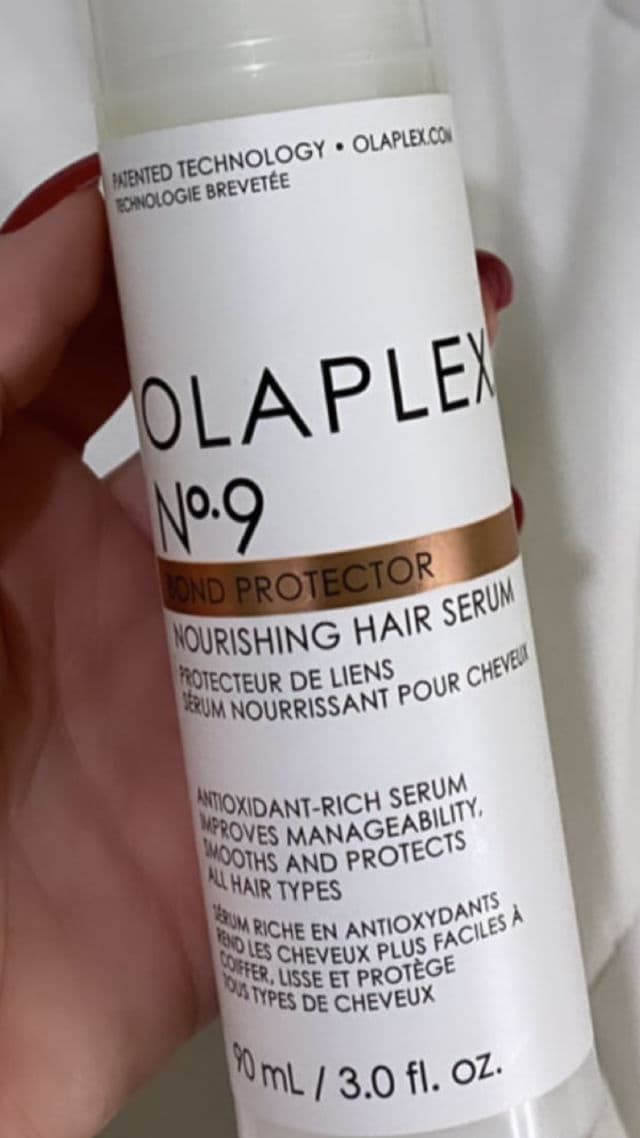 PATENTED TECHNOLOGY • OLAPLEX.COM
TECHNOLOGIE BREVETÉE
OLAPLEX
Nº.9
BOND PROTECTOR
NOURISHING HAIR SERUM
PROTECTEUR DE LIENS
SÉRUM NOURRISSANT POUR CHEVEUX
ANTIOXIDANT-RICH SERUM
IMPROVES MANAGEABILITY,
SMOOTHS AND PROTECTS
ALL HAIR TYPES
SÉRUM RICHE EN ANTIOXYDANTS
REND LES CHEVEUX PLUS FACILES À
COIFFER, LISSE ET PROTÈGE
TOUS TYPES DE CHEVEUX
90 mL / 3.0 fl. oz.